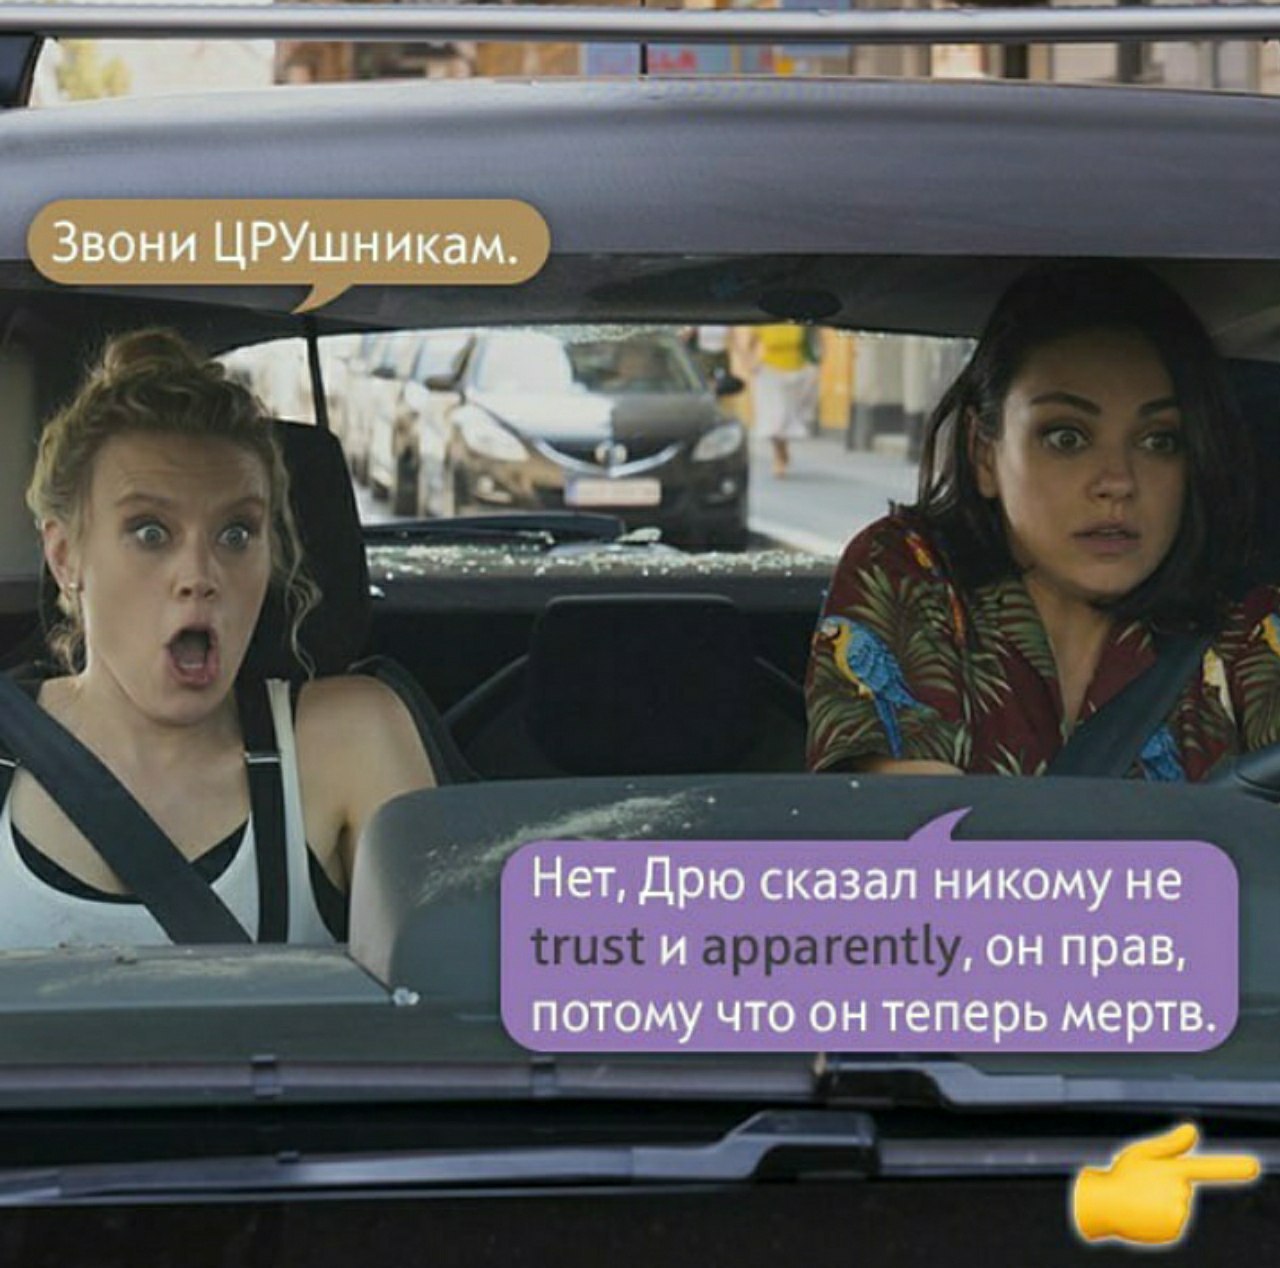 Звони ЦРУшникам.
Нет, Дрю сказал никому не
trust и apparently, он прав,
потому что он теперь мертв.